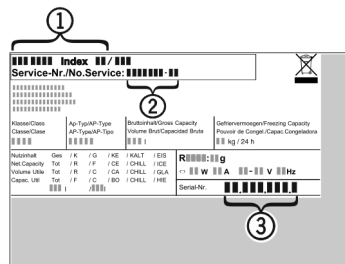 1
Index /
Service-Nr./No.Service: -
2
Klasse/Class
Classe/Clase
Ap-Typ/AP-Type
AP-Type/AP-Tipo
Bruttoinhalt/Gross Capacity
Volume Brut/Capacidad Bruta
l
Gefriervermoegen/Freezing Capacity
Pouvoir de Congel./Capac.Congeladora
kg / 24 h
Nutzinhalt Ges / K / G / KE / KALT / EIS
Net.Capacity Tot / R / F / CE / CHILL / ICE
Volume Utile Tot / R / C / CA / CHILL / GLA
Capac. Util Tot / F / C / BO / CHILL / HIE
l / l
R : g
W A - V Hz
Serial-Nr.
3